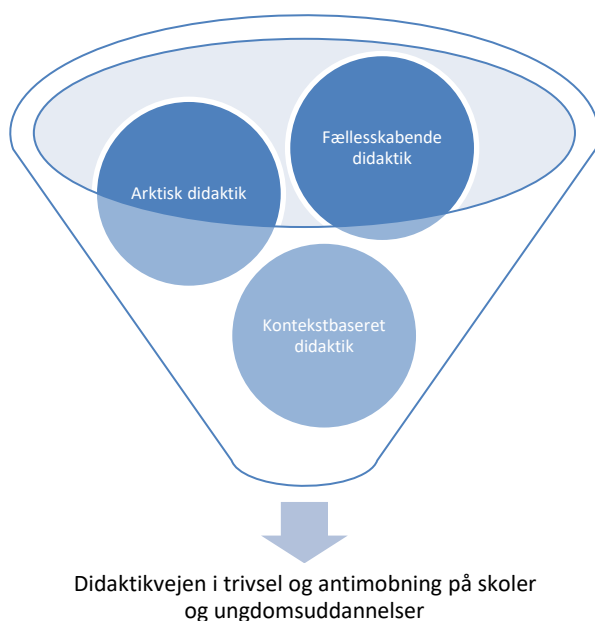 Fællesskabende
didaktik
Arktisk didaktik
Kontekstbaseret
didaktik
Didaktikvejen i trivsel og antimobning på skoler
og ungdomsuddannelser